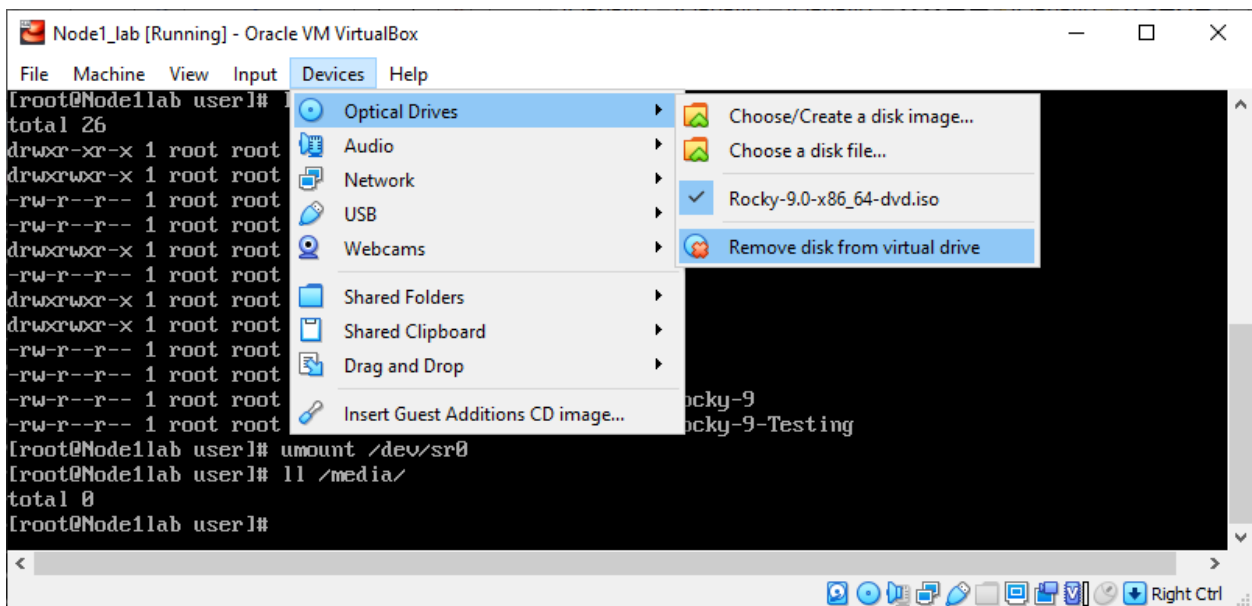 Node1_lab [Running] - Oracle VM VirtualBox
File Machine View Input Devices Help
[root@Node1lab user]# l
total 26
drwxr-xr-x 1 root root
drwxrwxr-x 1 root root
-rw-r--r-- 1 root root
-rw-r--r-- 1 root root
drwxrwxr-x 1 root root
-rw-r--r-- 1 root root
drwxrwxr-x 1 root root
drwxrwxr-x 1 root root
-rw-r--r-- 1 root root
-rw-r--r-- 1 root root
-rw-r--r-- 1 root root ocky-9
-rw-r--r-- 1 root root ocky-9-Testing
[root@Node1lab user]# umount /dev/sr0
[root@Node1lab user]# ll /media/
total 0
[root@Node1lab user]#
Optical Drives
Audio
Network
USB
Webcams
Shared Folders
Shared Clipboard
Drag and Drop
Insert Guest Additions CD image...
Choose/Create a disk image...
Choose a disk file...
Rocky-9.0-x86_64-dvd.iso
Remove disk from virtual drive
Right Ctrl